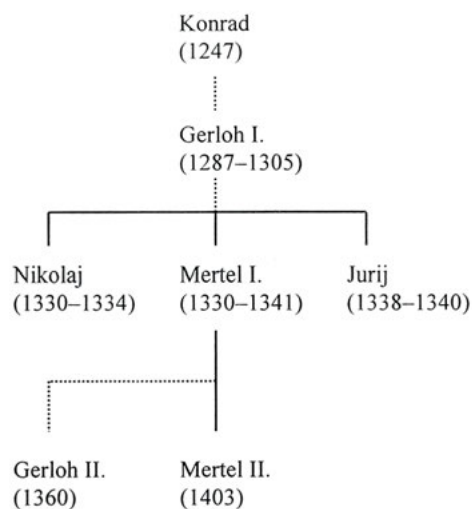 Konrad
(1247)
Gerloh I.
(1287–1305)
Nikolaj
(1330–1334)
Mertel I.
(1330–1341)
Jurij
(1338–1340)
Gerloh II.
(1360)
Mertel II.
(1403)